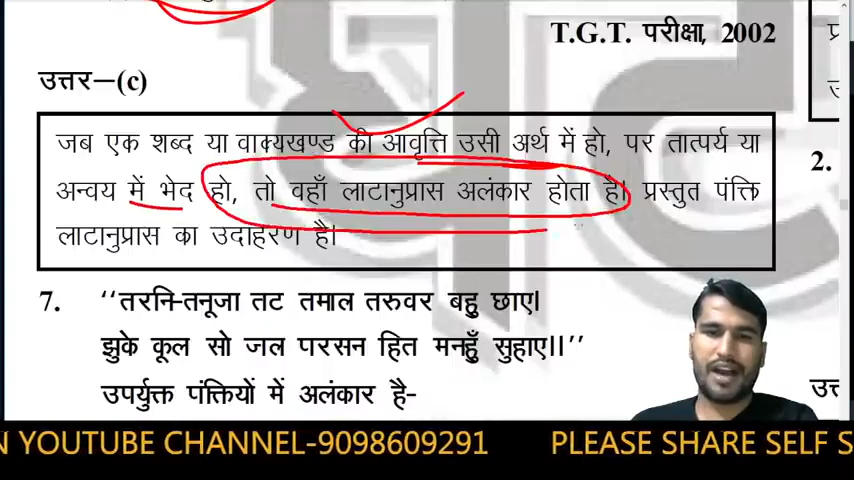 T.G.T. परीक्षा, 2002
उत्तर–(c)
जब एक शब्द या वाक्यखण्ड की आवृत्ति उसी अर्थ में हो, पर तात्पर्य या
अन्वय में भेद हो, तो वहाँ लाटानुप्रास अलंकार होता है। प्रस्तुत पंक्ति
लाटानुप्रास का उदाहरण है।
7. ‘‘तरनि-तनूजा तट तमाल तरुवर बहु छाए।
झुके कूल सो जल परसन हित मनहुँ सुहाए।।’’
उपर्युक्त पंक्तियों में अलंकार है-
2.
N YOUTUBE CHANNEL-9098609291 PLEASE SHARE SELF S